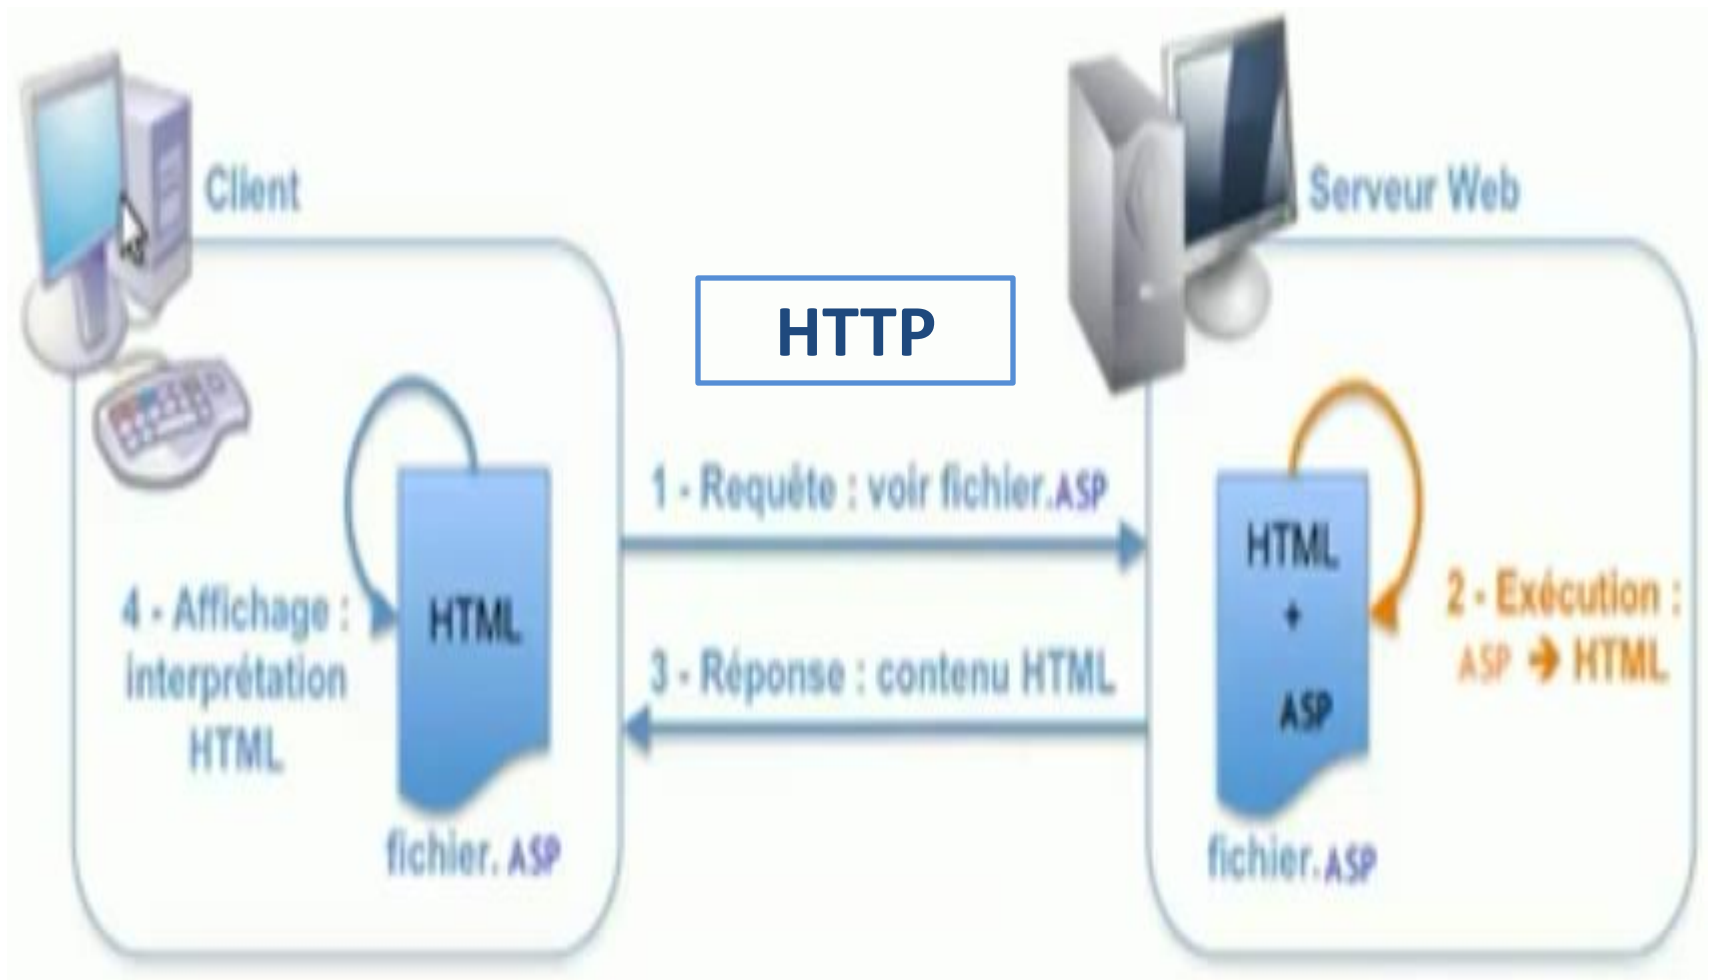 Client
Serveur Web
HTTP
1 - Requête : voir fichier.ASP
HTML
+
ASP
2 - Exécution :
ASP → HTML
4 - Affichage :
interprétation
HTML
HTML
3 - Réponse : contenu HTML
fichier. ASP
fichier.ASP